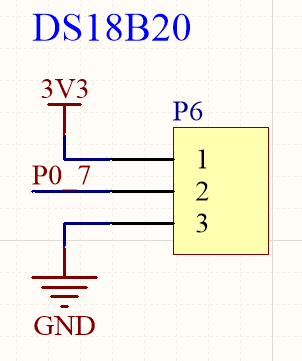 DS18B20
3V3
P6
1
P0_7
2
3
GND